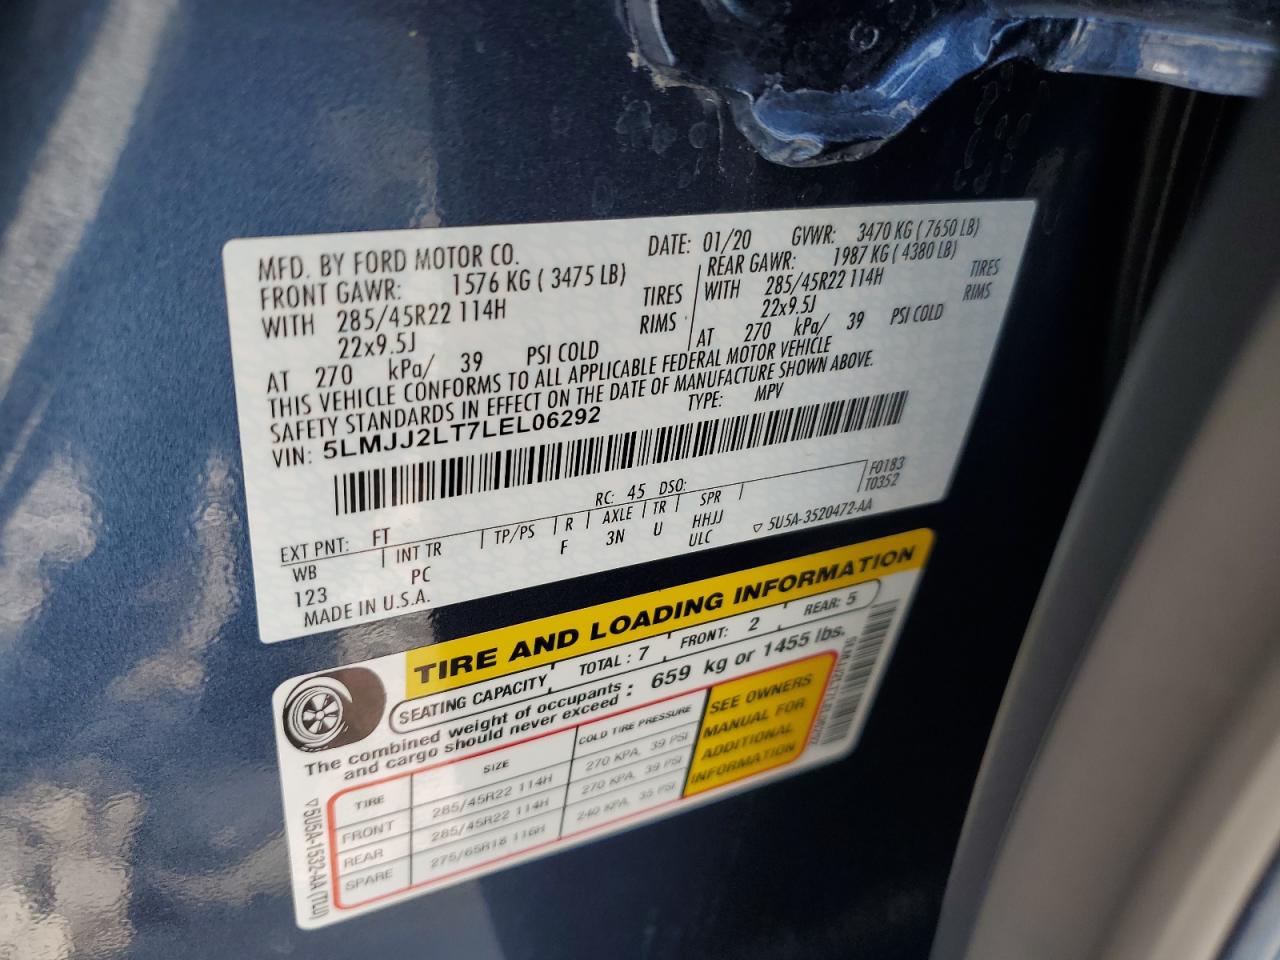 MFD. BY FORD MOTOR CO.
DATE: 01/20 GVWR: 3470 KG ( 7650 LB)
FRONT GAWR: 1576 KG ( 3475 LB)
REAR GAWR: 1987 KG ( 4380 LB)
WITH 285/45R22 114H TIRES
WITH 285/45R22 114H TIRES
22x9.5J RIMS
22x9.5J RIMS
AT 270 kPa/ 39 PSI COLD
AT 270 kPa/ 39 PSI COLD
THIS VEHICLE CONFORMS TO ALL APPLICABLE FEDERAL MOTOR VEHICLE
SAFETY STANDARDS IN EFFECT ON THE DATE OF MANUFACTURE SHOWN ABOVE.
VIN: 5LMJJ2LT7LEL06292 TYPE: MPV
EXT PNT: FT RC: 45 DSO: F0183
T0352
WB INT TR TP/PS R AXLE TR SPR
123 PC F 3N U HHJJ ▽ 5U5A-3520472-AA
ULC
MADE IN U.S.A.
TIRE AND LOADING INFORMATION
SEATING CAPACITY TOTAL: 7 FRONT: 2 REAR: 5
The combined weight of occupants
and cargo should never exceed : 659 kg or 1455 lbs.
TIRE SIZE COLD TIRE PRESSURE
FRONT 285/45R22 114H 270 KPA, 39 PSI
REAR 285/45R22 114H 270 KPA, 39 PSI
SPARE 275/65R18 116H 240 KPA, 35 PSI
SEE OWNERS
MANUAL FOR
ADDITIONAL
INFORMATION
▽5U5A-1532-AA (TLU)